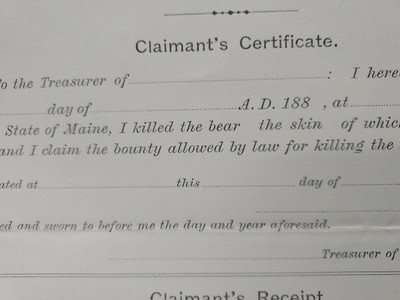 Claimant's Certificate.
To the Treasurer of : I here
day of A. D. 188 , at
State of Maine, I killed the bear the skin of which
and I claim the bounty allowed by law for killing the
ated at this day of
ed and sworn to before me the day and year aforesaid.
Treasurer of
Claimant's Receipt